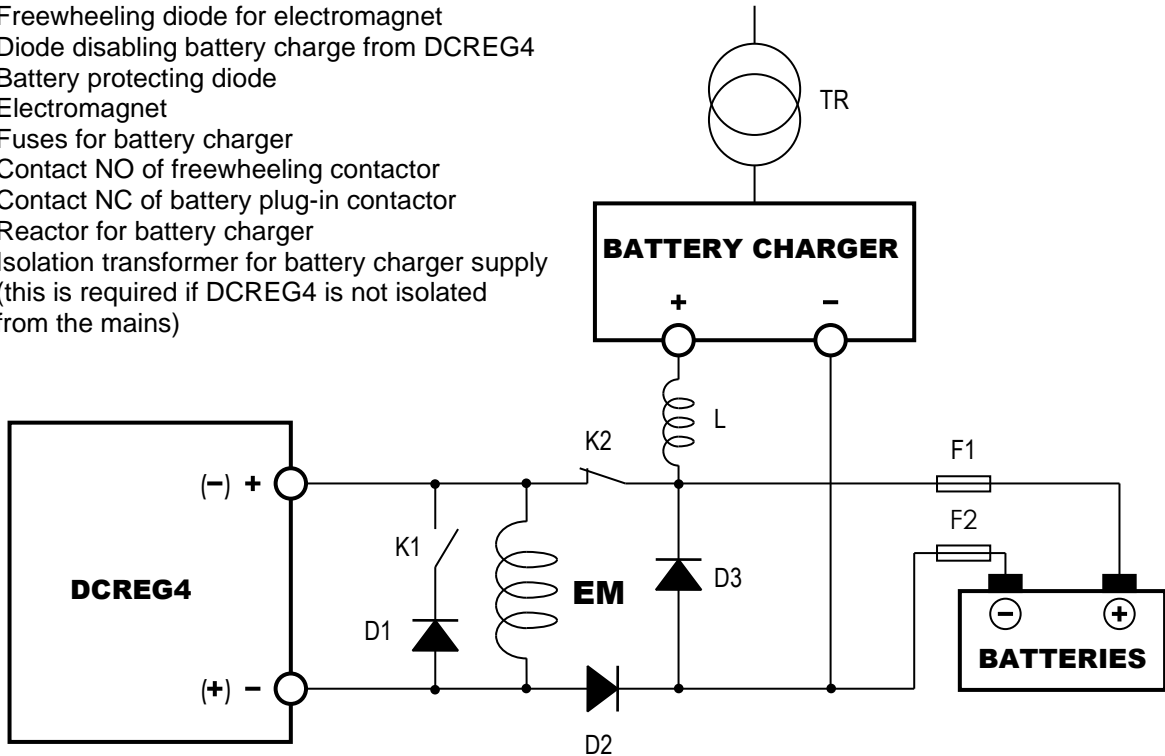 Freewheeling diode for electromagnet
Diode disabling battery charge from DCREG4
Battery protecting diode
Electromagnet
Fuses for battery charger
Contact NO of freewheeling contactor
Contact NC of battery plug-in contactor
Reactor for battery charger
Isolation transformer for battery charger supply
(this is required if DCREG4 is not isolated
from the mains)
TR
BATTERY CHARGER
+ −
L
K2
F1
(−) +
F2
K1
DCREG4
EM
D3
D1
− +
BATTERIES
(+) −
D2